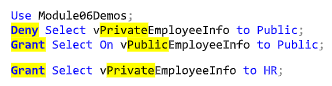 Use Module06Demos;
Deny Select vPrivateEmployeeInfo to Public;
Grant Select On vPublicEmployeeInfo to Public;
Grant Select vPrivateEmployeeInfo to HR;